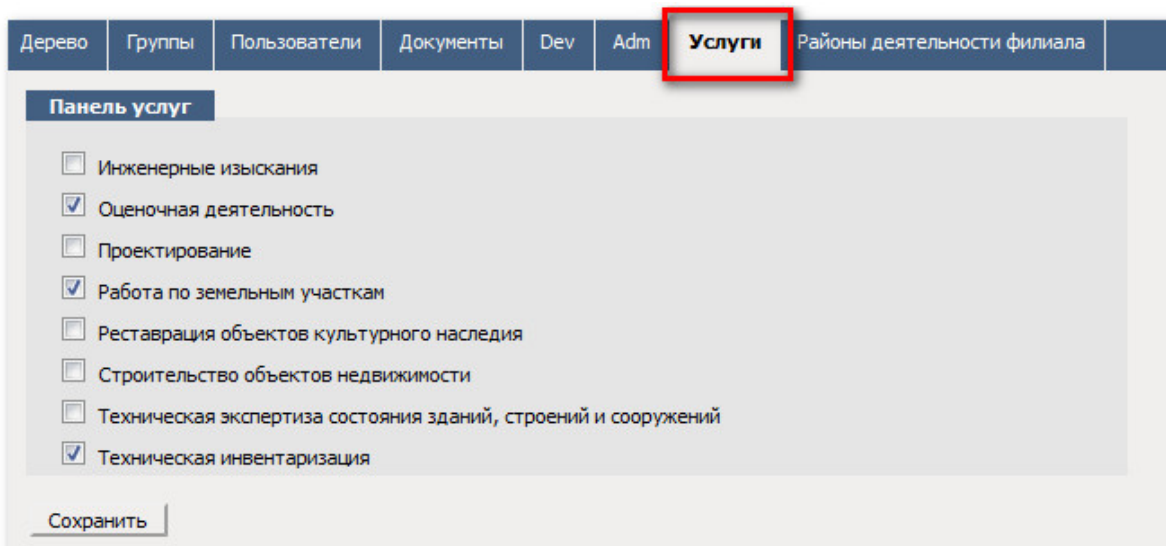 Дерево Группы Пользователи Документы Dev Adm Услуги Районы деятельности филиала
Панель услуг
Инженерные изыскания
Оценочная деятельность
Проектирование
Работа по земельным участкам
Реставрация объектов культурного наследия
Строительство объектов недвижимости
Техническая экспертиза состояния зданий, строений и сооружений
Техническая инвентаризация
Сохранить